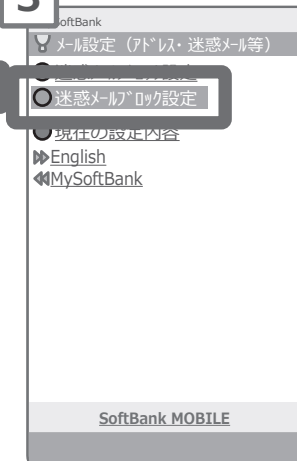 3
SoftBank
メール設定（アドレス・迷惑メール等）
迷惑メールブロック設定
現在の設定内容
English
MySoftBank
SoftBank MOBILE